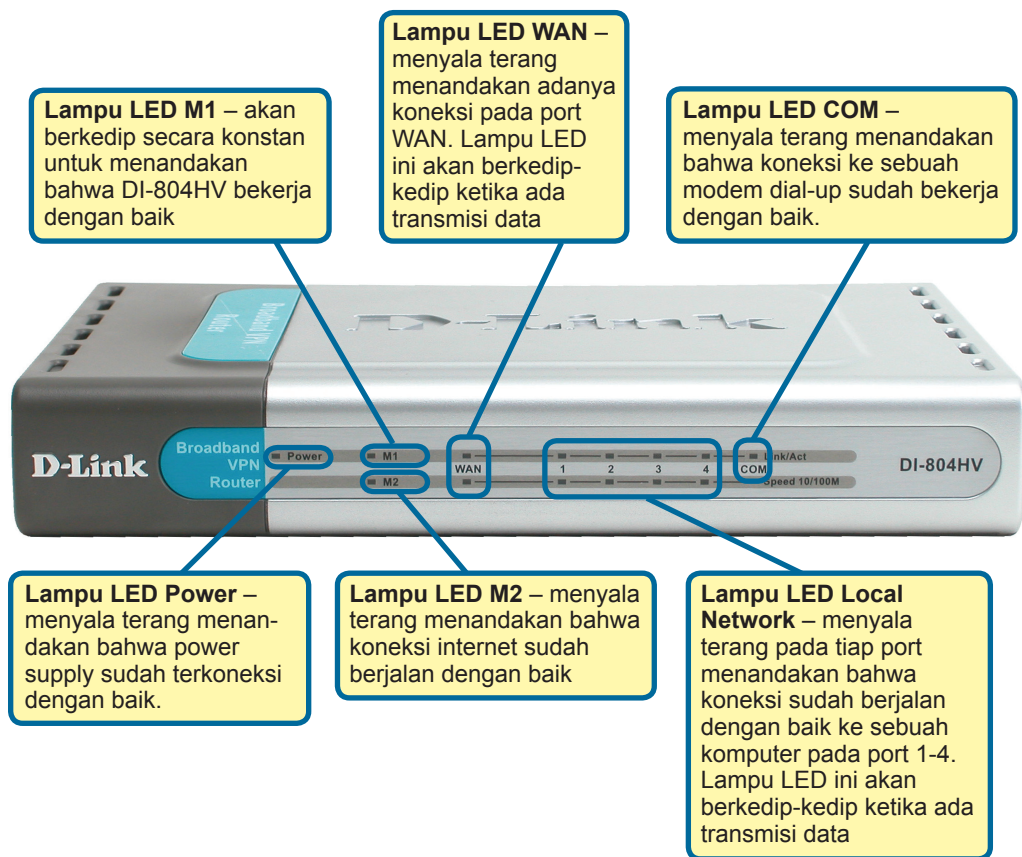 Lampu LED WAN –
menyala terang
menandakan adanya
koneksi pada port
WAN. Lampu LED
ini akan berkedip-
kedip ketika ada
transmisi data
Lampu LED M1 – akan
berkedip secara konstan
untuk menandakan
bahwa DI-804HV bekerja
dengan baik
Lampu LED COM –
menyala terang menandakan
bahwa koneksi ke sebuah
modem dial-up sudah bekerja
dengan baik.
Broadband VPN
Router
D-Link
D-Link
Broadband
VPN
Router
Power
M1
M2
WAN
1 2 3 4
COM
Link/Act
Speed 10/100M
DI-804HV
Lampu LED Power –
menyala terang menan-
dakan bahwa power
supply sudah terkoneksi
dengan baik.
Lampu LED M2 – menyala
terang menandakan bahwa
koneksi internet sudah
berjalan dengan baik
Lampu LED Local
Network – menyala
terang pada tiap port
menandakan bahwa
koneksi sudah berjalan
dengan baik ke sebuah
komputer pada port 1-4.
Lampu LED ini akan
berkedip-kedip ketika ada
transmisi data